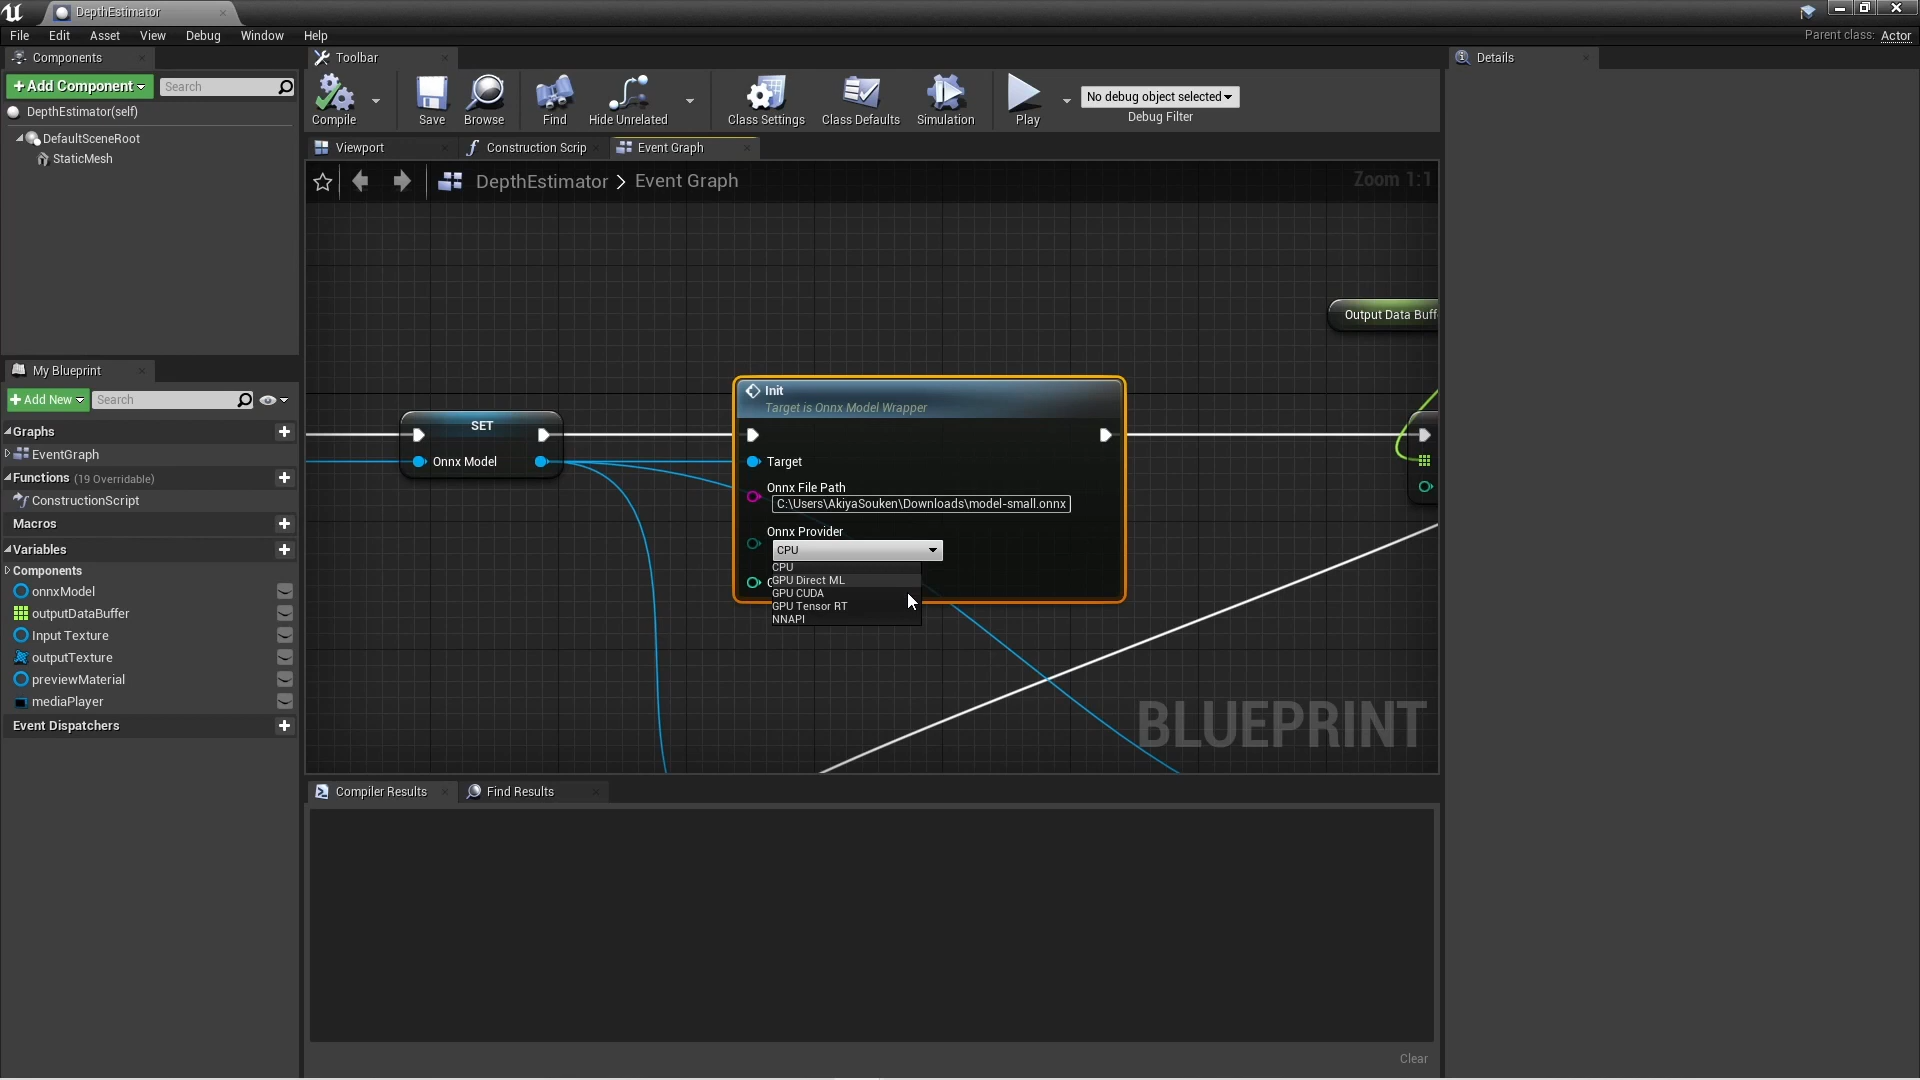 DepthEstimator
File Edit Asset View Debug Window Help
Parent class: Actor
Components
Add Component
Search
DepthEstimator(self)
DefaultSceneRoot
StaticMesh
Toolbar
Compile
Save
Browse
Find
Hide Unrelated
Class Settings
Class Defaults
Simulation
Play
No debug object selected
Debug Filter
Details
Viewport
Construction Scrip
Event Graph
DepthEstimator > Event Graph
Zoom 1:1
Output Data Buff
SET
Onnx Model
Init
Target is Onnx Model Wrapper
Target
Onnx File Path
C:\Users\AkiyaSouken\Downloads\model-small.onnx
Onnx Provider
CPU
CPU
GPU Direct ML
GPU CUDA
GPU Tensor RT
NNAPI
BLUEPRINT
My Blueprint
Add New
Search
Graphs
EventGraph
Functions (19 Overridable)
ConstructionScript
Macros
Variables
Components
onnxModel
outputDataBuffer
Input Texture
outputTexture
previewMaterial
mediaPlayer
Event Dispatchers
Compiler Results
Find Results
Clear